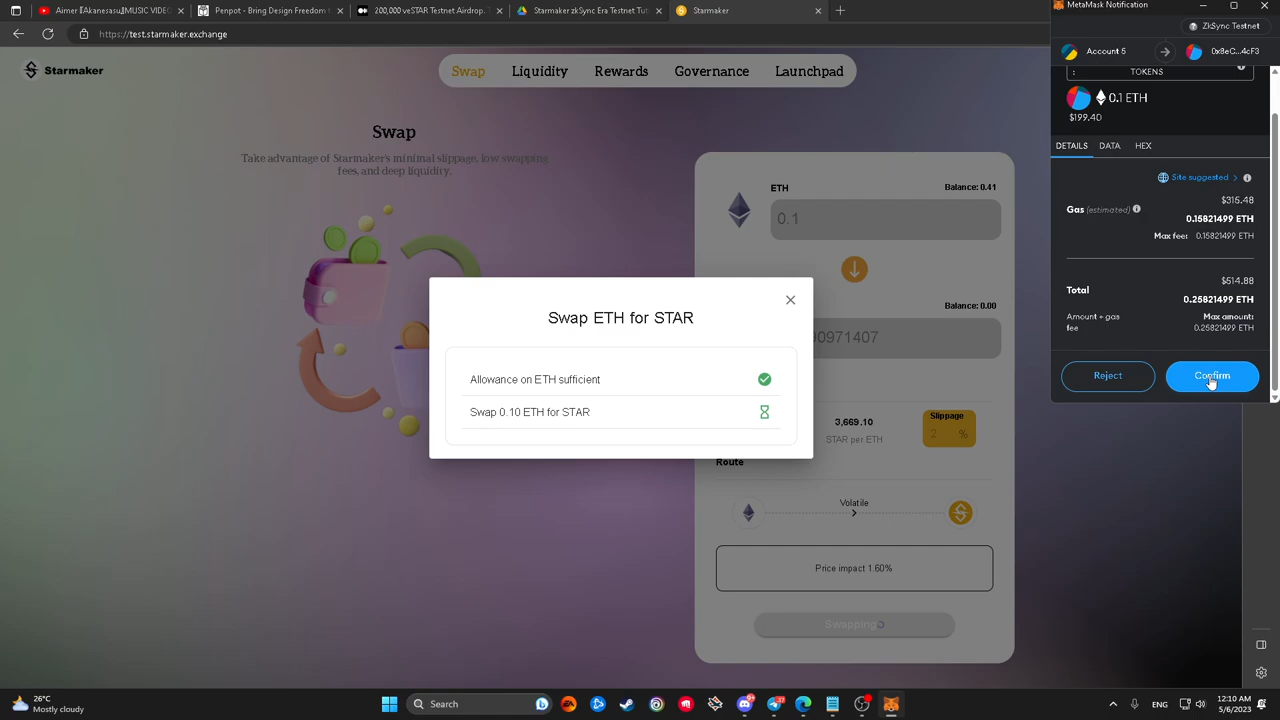 Aimer 『Akanesasu』MUSIC VIDEO
Penpot - Bring Design Freedom t
200,000 veSTAR Testnet Airdrop. T
Starmaker zkSync Era Testnet Tut
Starmaker
https://test.starmaker.exchange
Starmaker
Swap
Liquidity
Rewards
Governance
Launchpad
Swap
Take advantage of Starmaker's minimal slippage, low swapping
fees, and deep liquidity.
ETH
Balance: 0.41
0.1
Balance: 0.00
90971407
3,669.10
STAR per ETH
Slippage
2 %
Route
Volatile
Price impact 1.60%
Swapping
Swap ETH for STAR
Allowance on ETH sufficient
Swap 0.10 ETH for STAR
MetaMask Notification
ZkSync Testnet
Account 5
0x8eC...4cF3
: TOKENS
0.1 ETH
$199.40
DETAILS
DATA
HEX
Site suggested
$315.48
Gas (estimated)
0.15821499 ETH
Max fee: 0.15821499 ETH
$514.88
Total
0.25821499 ETH
Amount + gas
fee
Max amount:
0.25821499 ETH
Reject
Confirm
26°C
Mostly cloudy
Search
ENG
12:10 AM
5/6/2023